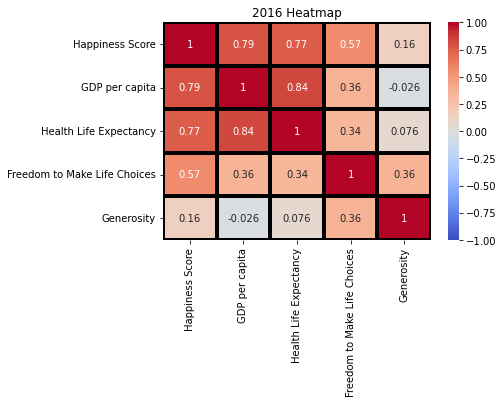 2016 Heatmap
Happiness Score 1 0.79 0.77 0.57 0.16
GDP per capita 0.79 1 0.84 0.36 -0.026
Health Life Expectancy 0.77 0.84 1 0.34 0.076
Freedom to Make Life Choices 0.57 0.36 0.34 1 0.36
Generosity 0.16 -0.026 0.076 0.36 1
Happiness Score
GDP per capita
Health Life Expectancy
Freedom to Make Life Choices
Generosity
1.00
0.75
0.50
0.25
0.00
−0.25
−0.50
−0.75
−1.00